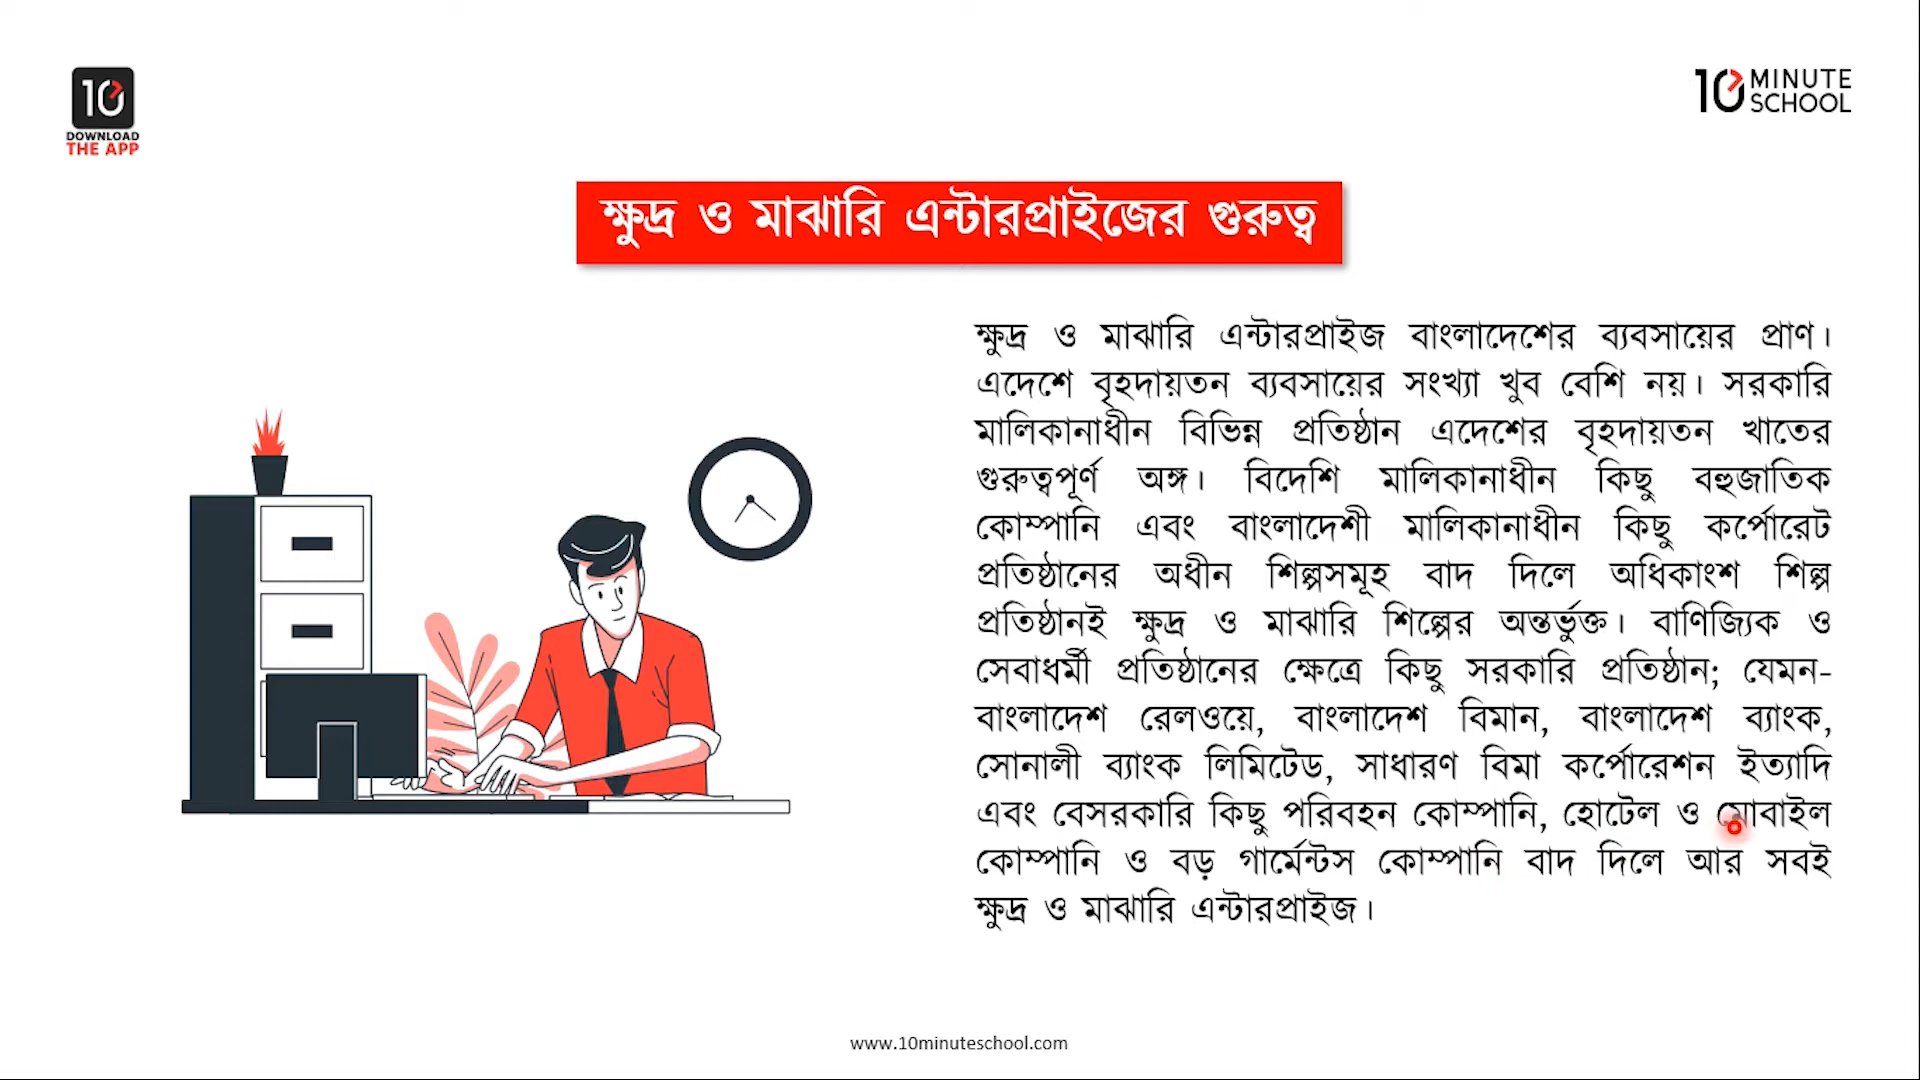 10
DOWNLOAD
THE APP
10 MINUTE
SCHOOL
ক্ষুদ্র ও মাঝারি এন্টারপ্রাইজের গুরুত্ব
ক্ষুদ্র ও মাঝারি এন্টারপ্রাইজ বাংলাদেশের ব্যবসায়ের প্রাণ।
এদেশে বৃহদায়তন ব্যবসায়ের সংখ্যা খুব বেশি নয়। সরকারি
মালিকানাধীন বিভিন্ন প্রতিষ্ঠান এদেশের বৃহদায়তন খাতের
গুরুত্বপূর্ণ অঙ্গ। বিদেশি মালিকানাধীন কিছু বহুজাতিক
কোম্পানি এবং বাংলাদেশী মালিকানাধীন কিছু কর্পোরেট
প্রতিষ্ঠানের অধীন শিল্পসমূহ বাদ দিলে অধিকাংশ শিল্প
প্রতিষ্ঠানই ক্ষুদ্র ও মাঝারি শিল্পের অন্তর্ভুক্ত। বাণিজ্যিক ও
সেবাধর্মী প্রতিষ্ঠানের ক্ষেত্রে কিছু সরকারি প্রতিষ্ঠান; যেমন-
বাংলাদেশ রেলওয়ে, বাংলাদেশ বিমান, বাংলাদেশ ব্যাংক,
সোনালী ব্যাংক লিমিটেড, সাধারণ বিমা কর্পোরেশন ইত্যাদি
এবং বেসরকারি কিছু পরিবহন কোম্পানি, হোটেল ও মোবাইল
কোম্পানি ও বড় গার্মেন্টস কোম্পানি বাদ দিলে আর সবই
ক্ষুদ্র ও মাঝারি এন্টারপ্রাইজ।
www.10minuteschool.com